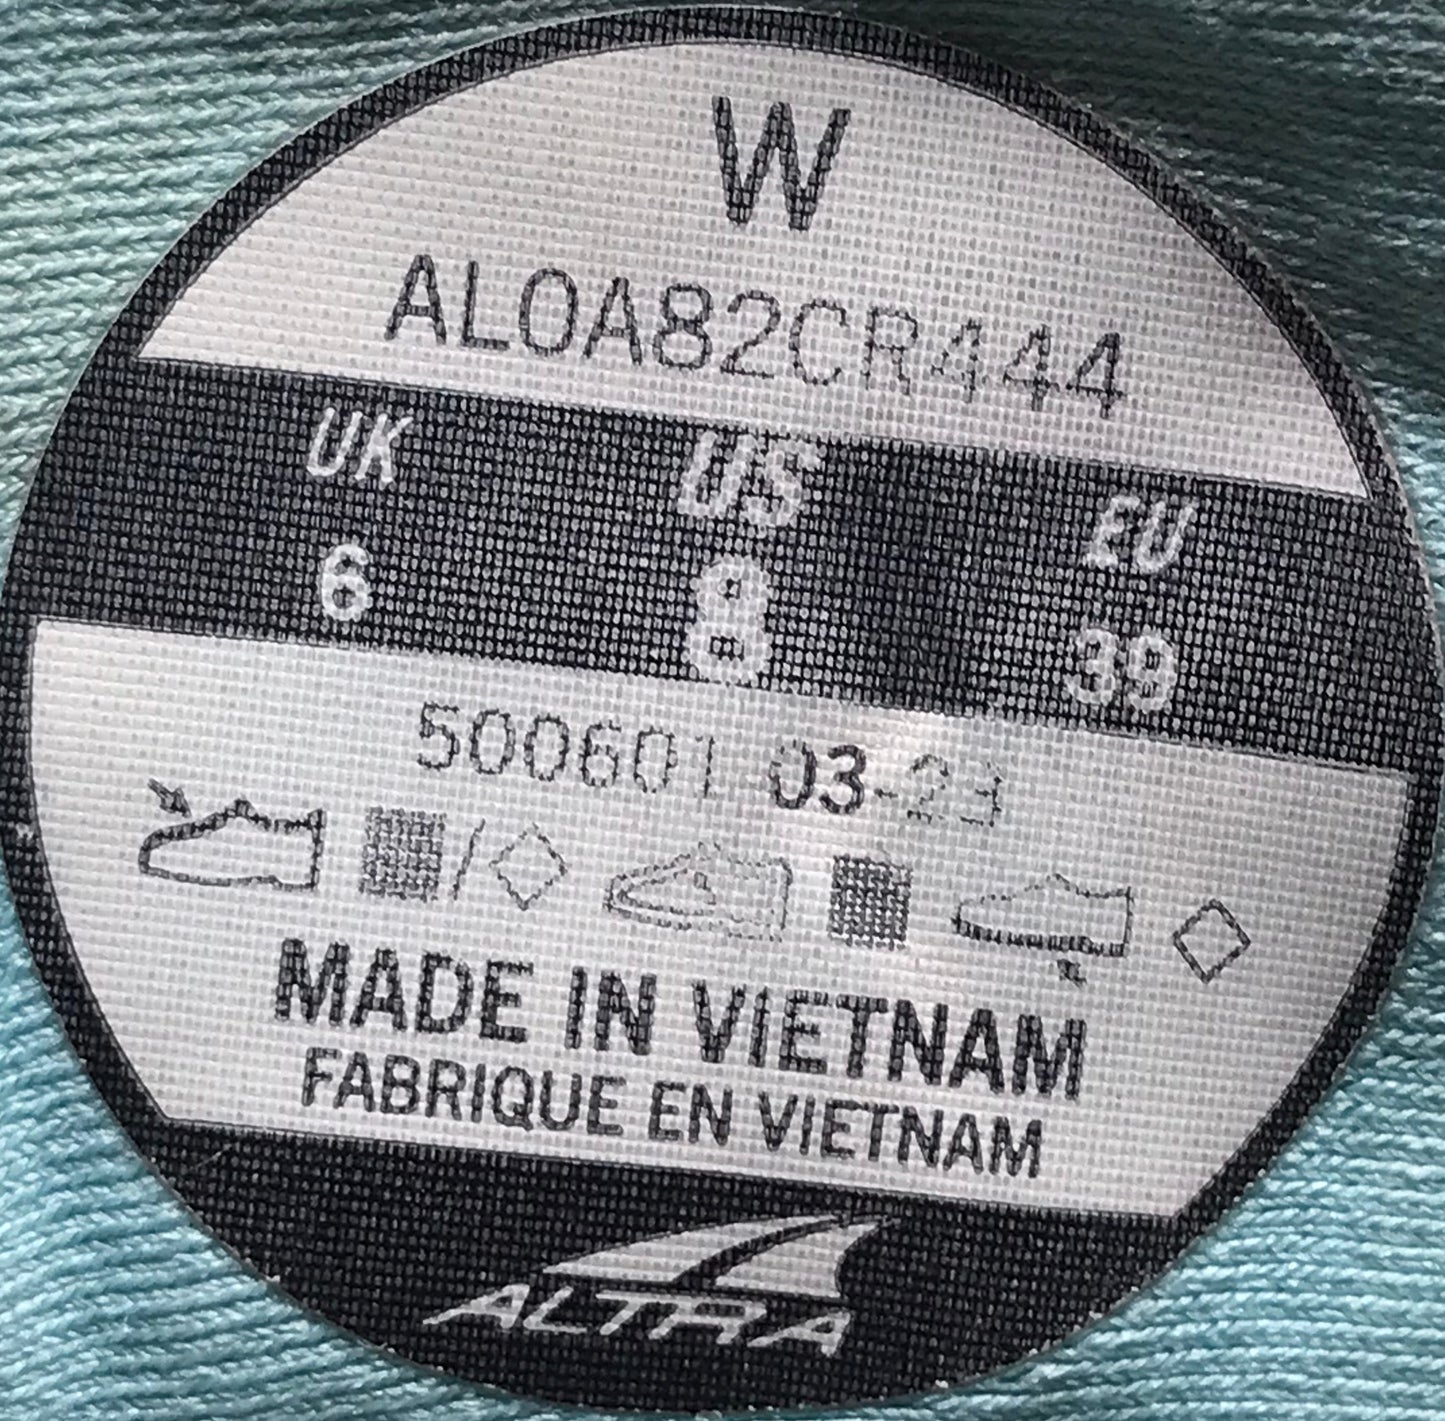 W
AL0A82CR444
UK US EU
6 8 39
500601 03-23
MADE IN VIETNAM
FABRIQUE EN VIETNAM
ALTRA